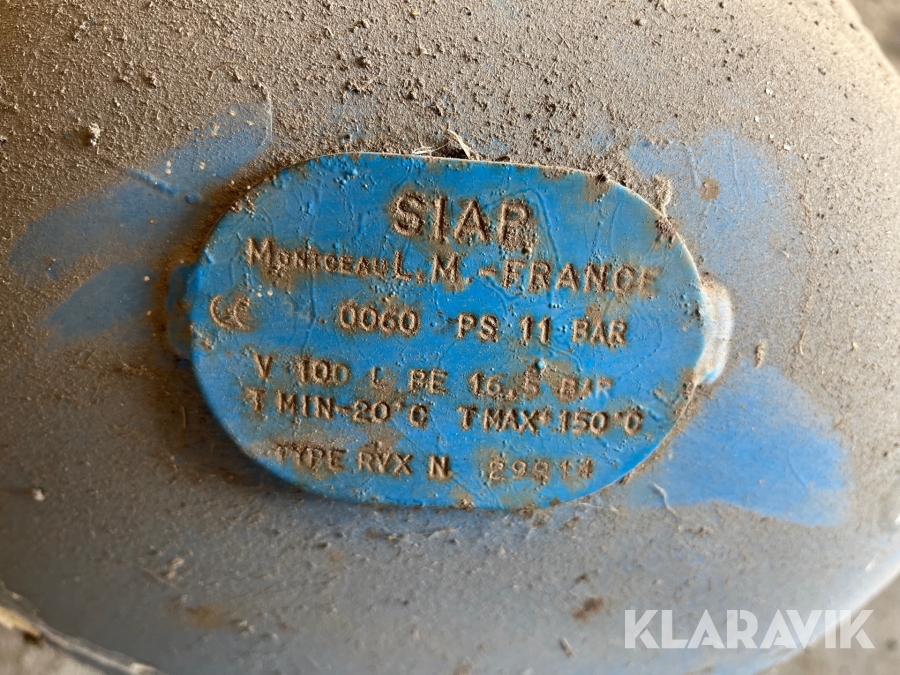 SIAP
MONTCEAU L.M.-FRANCE
CE 0060 PS 11 BAR
V 100 L PE 16,5 BAR
T MIN-20°C T MAX 150°C
TYPE RVX N
KLARAVIK